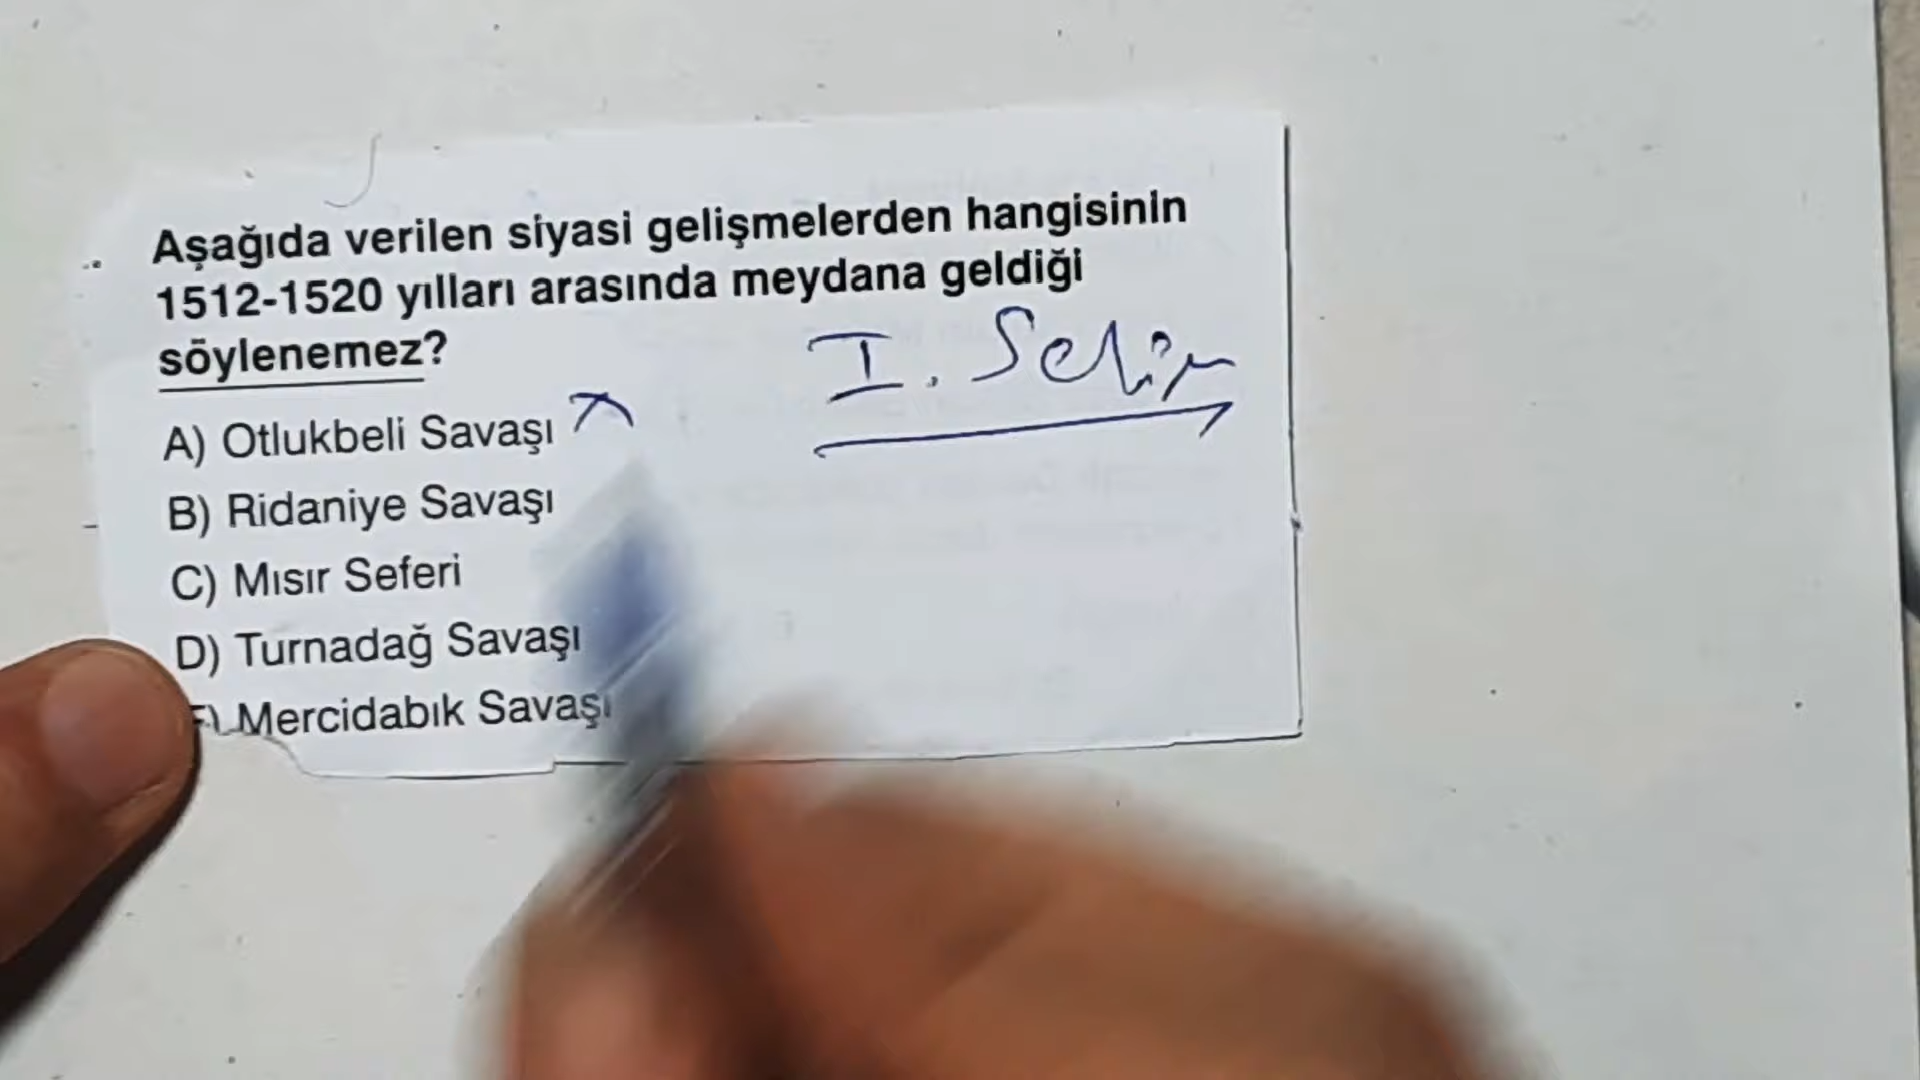 Aşağıda verilen siyasi gelişmelerden hangisinin
1512-1520 yılları arasında meydana geldiği
söylenemez?
I. Selim
A) Otlukbeli Savaşı
B) Ridaniye Savaşı
C) Mısır Seferi
D) Turnadağ Savaşı
E) Mercidabık Savaşı